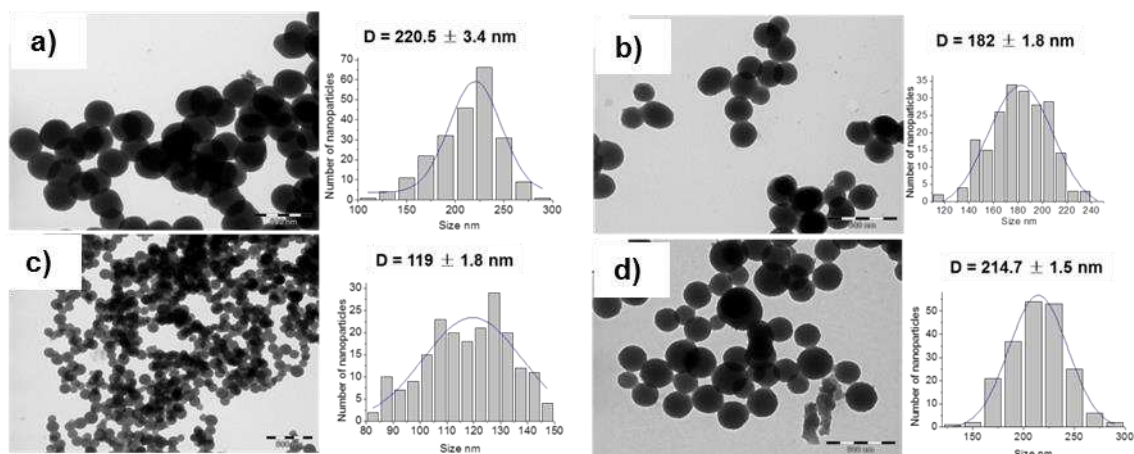 a)
D = 220.5 ± 3.4 nm
Number of nanoparticles
70
60
50
40
30
20
10
0
100 150 200 250 300
Size nm
b)
D = 182 ± 1.8 nm
Number of nanoparticles
35
30
25
20
15
10
5
0
120 140 160 180 200 220 240
Size nm
c)
D = 119 ± 1.8 nm
Number of nanoparticles
30
25
20
15
10
5
0
80 90 100 110 120 130 140 150
Size nm
d)
D = 214.7 ± 1.5 nm
Number of nanoparticles
50
40
30
20
10
0
150 200 250 300
Size nm